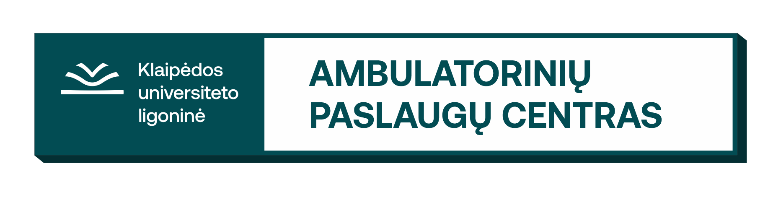 Klaipėdos
universiteto
ligoninė
AMBULATORINIŲ
PASLAUGŲ CENTRAS